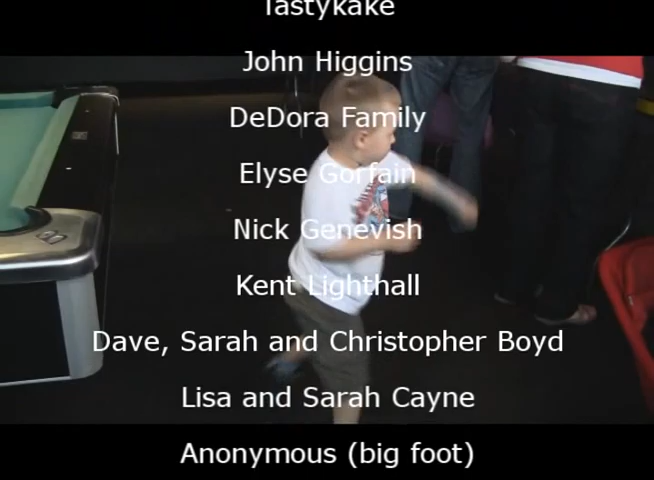 Tastykake
John Higgins
DeDora Family
Elyse Gorfain
Nick Genevish
Kent Lighthall
Dave, Sarah and Christopher Boyd
Lisa and Sarah Cayne
Anonymous (big foot)